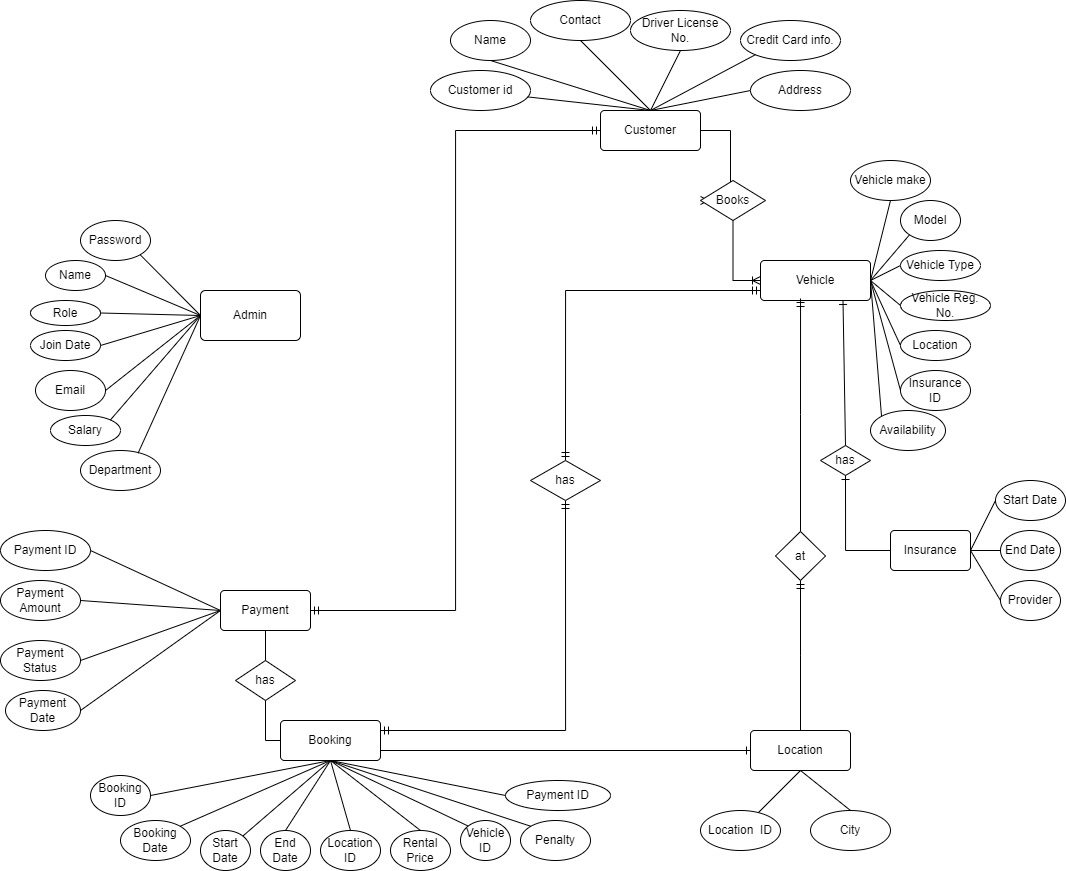 Contact
Driver License
No.
Name
Credit Card info.
Customer id
Address
Customer
Vehicle make
Books
Model
Password
Vehicle Type
Name
Vehicle
Vehicle Reg.
No.
Role
Admin
Join Date
Location
Email
Insurance
ID
Salary
Availability
Department
has
has
Start Date
Payment ID
Insurance
End Date
at
Payment
Amount
Payment
Provider
Payment
Status
has
Payment
Date
Booking
Location
Booking
ID
Payment ID
Booking
Date
Start
Date
End
Date
Location
ID
Rental
Price
Vehicle
ID
Penalty
Location  ID
City